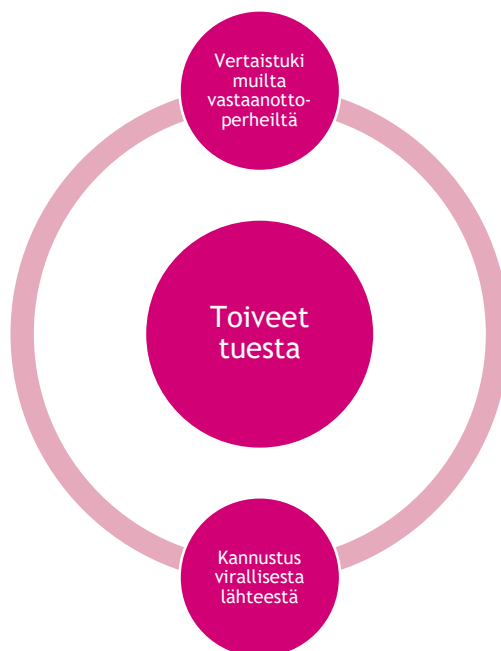 Vertaistuki
muilta
vastaanotto-
perheiltä
Toiveet
tuesta
Kannustus
virallisesta
lähteestä